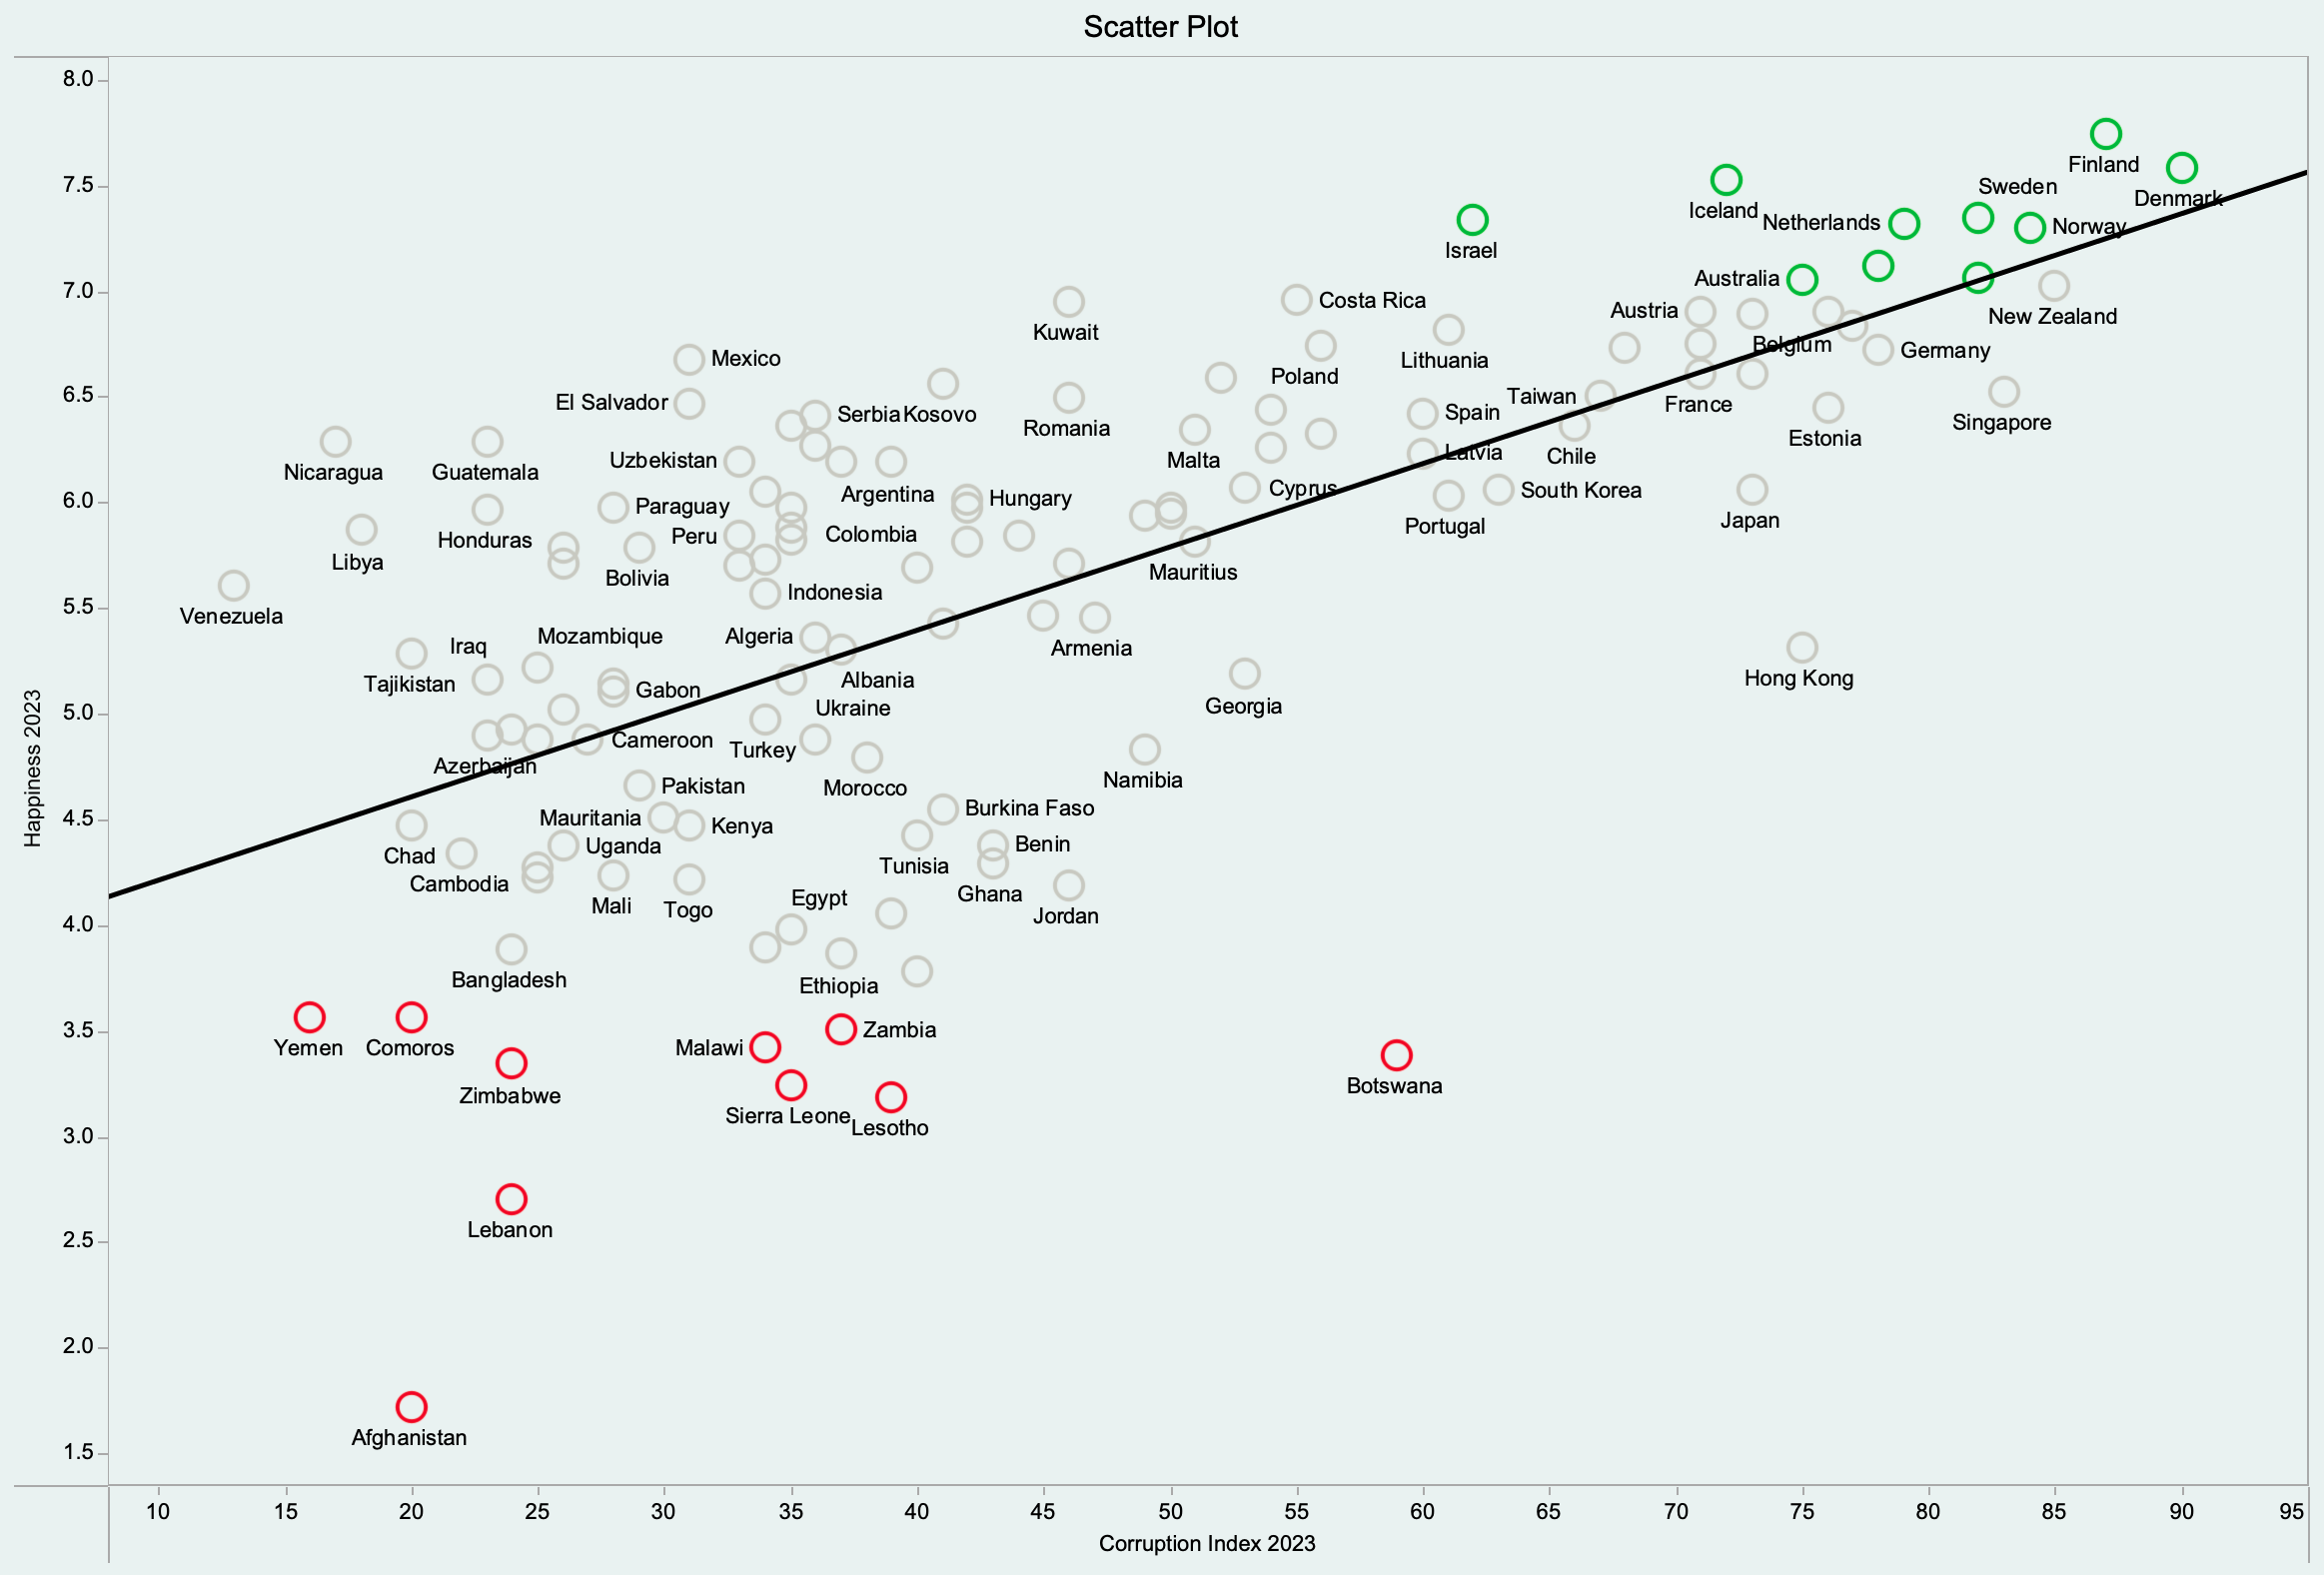 Scatter Plot
8.0
Finland
7.5
Sweden
Denmark
Iceland
Netherlands
Norway
Israel
7.0
Australia
Costa Rica
Austria
New Zealand
Kuwait
Belgium
Germany
Mexico
Lithuania
Poland
6.5
El Salvador
Taiwan
France
Serbia
Kosovo
Spain
Singapore
Romania
Estonia
Latvia
Chile
Uzbekistan
Malta
Nicaragua
Guatemala
Cyprus
South Korea
Argentina
Hungary
6.0
Paraguay
Japan
Portugal
Peru
Colombia
Honduras
Libya
Mauritius
Bolivia
Indonesia
5.5
Venezuela
Mozambique
Algeria
Iraq
Armenia
Hong Kong
Albania
Tajikistan
Gabon
Georgia
Ukraine
5.0
Cameroon
Turkey
Azerbaijan
Namibia
Pakistan
Morocco
Burkina Faso
4.5
Mauritania
Kenya
Benin
Uganda
Chad
Tunisia
Cambodia
Ghana
Egypt
Mali
Togo
Jordan
4.0
Bangladesh
Ethiopia
3.5
Zambia
Yemen
Comoros
Malawi
Botswana
Zimbabwe
Sierra Leone
Lesotho
3.0
Lebanon
2.5
2.0
Afghanistan
1.5
Happiness 2023
10 15 20 25 30 35 40 45 50 55 60 65 70 75 80 85 90 95
Corruption Index 2023